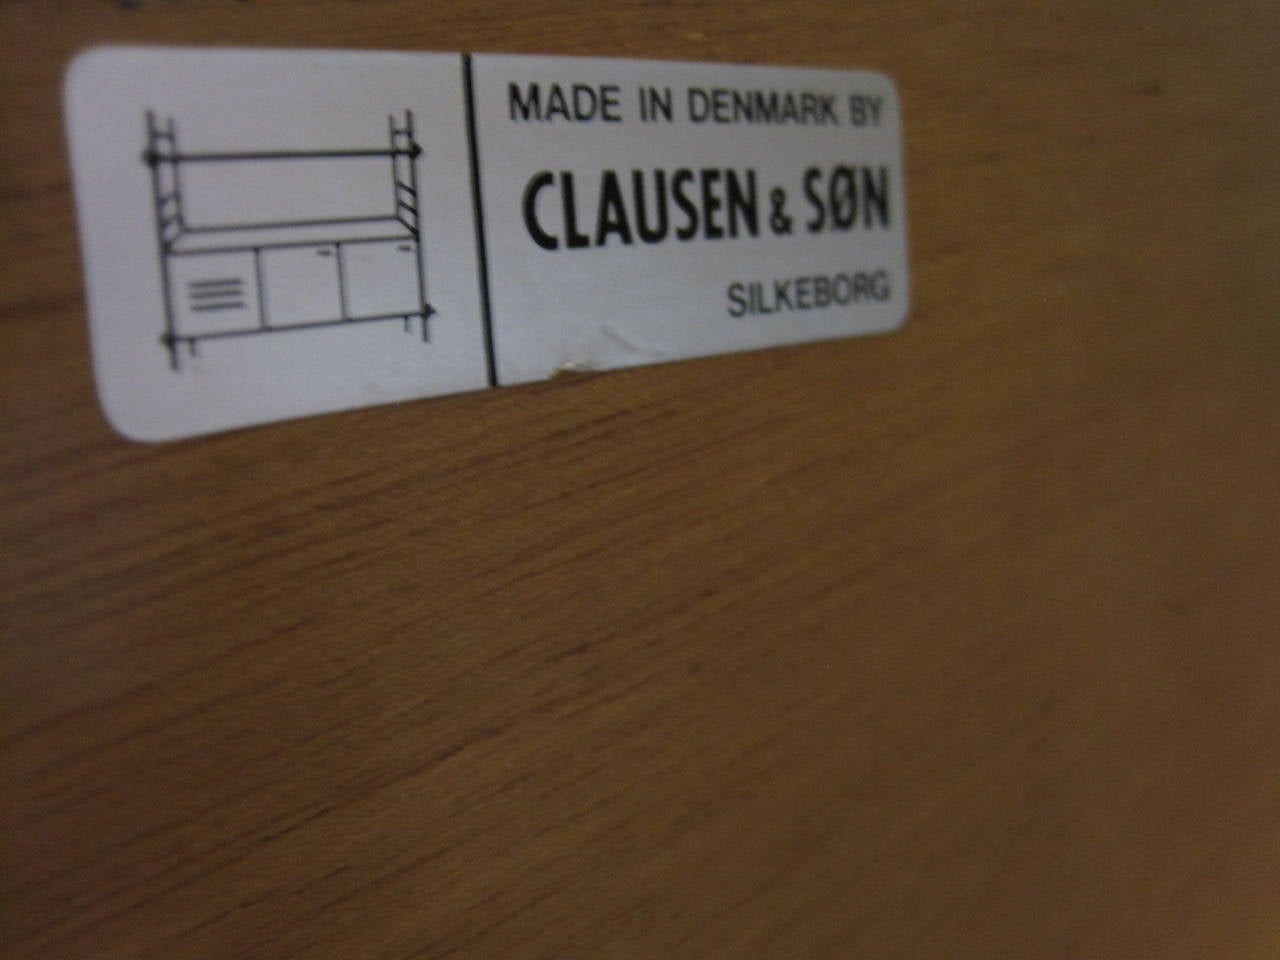 MADE IN DENMARK BY
CLAUSEN & SØN
SILKEBORG